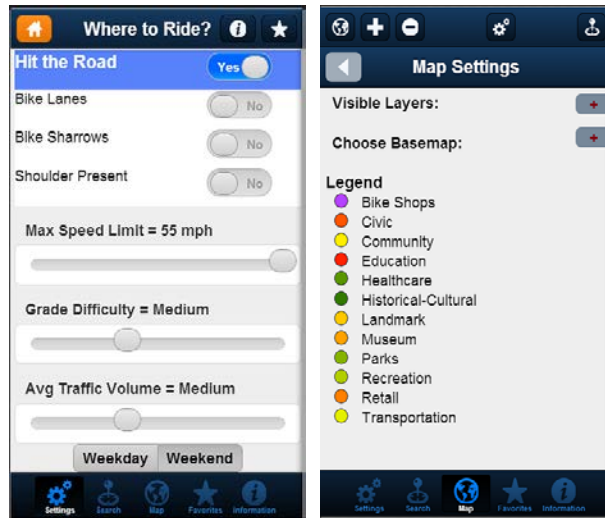 Where to Ride?
Hit the Road Yes
Bike Lanes No
Bike Sharrows No
Shoulder Present No
Max Speed Limit = 55 mph
Grade Difficulty = Medium
Avg Traffic Volume = Medium
Weekday Weekend
Settings Search Map Favorites Information
Map Settings
Visible Layers: +
Choose Basemap: +
Legend
Bike Shops
Civic
Community
Education
Healthcare
Historical-Cultural
Landmark
Museum
Parks
Recreation
Retail
Transportation
Settings Search Map Favorites Information